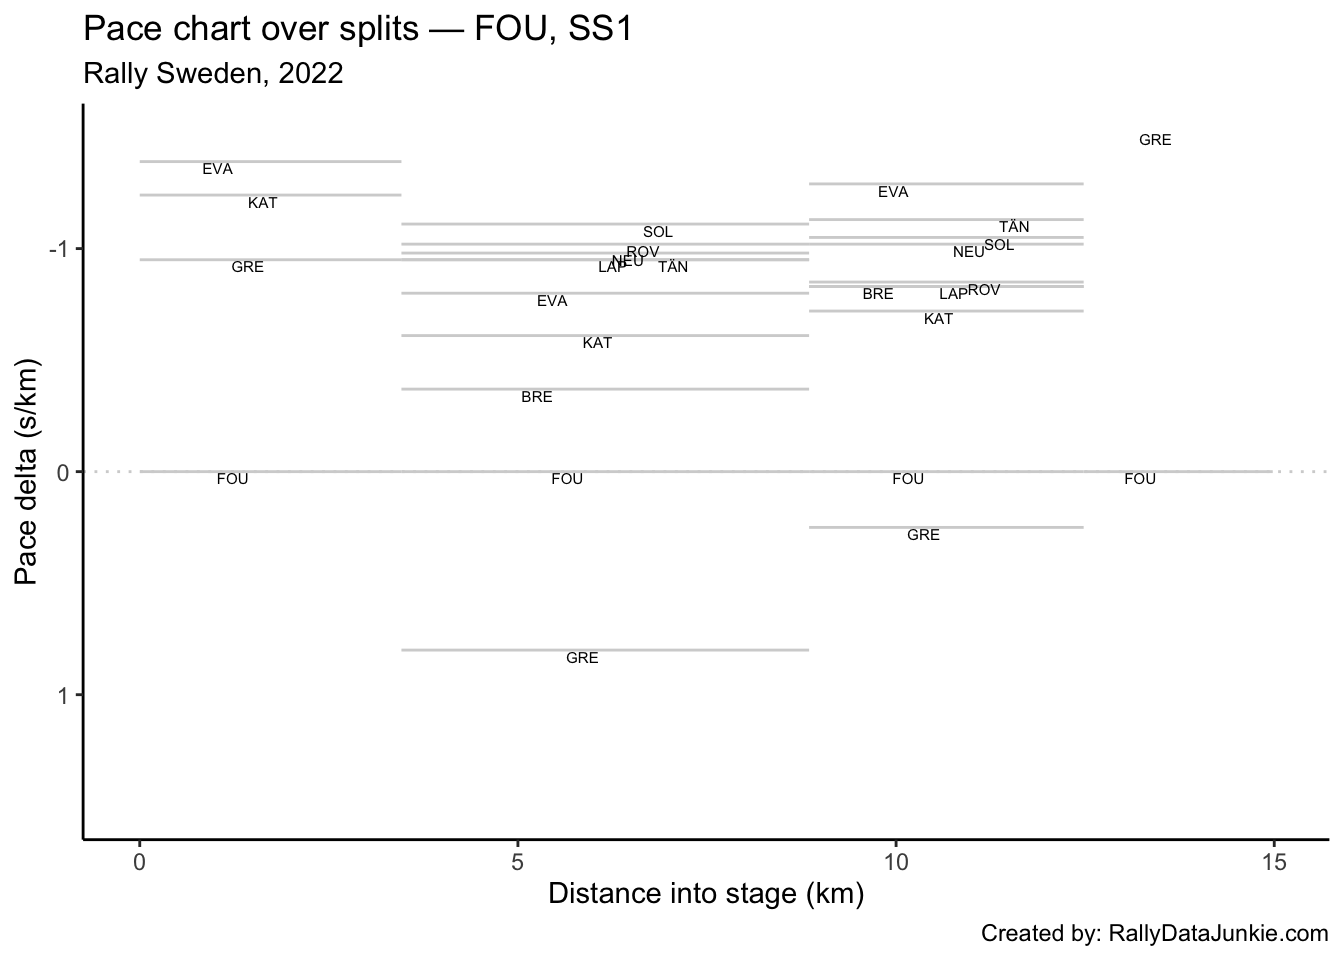 Pace chart over splits — FOU, SS1
Rally Sweden, 2022
GRE
EVA
EVA
KAT
TÄN
SOL
SOL
-1
ROV
NEU
NEU
GRE
LAP
TÄN
BRE
LAP
ROV
EVA
KAT
KAT
BRE
Pace delta (s/km)
0
FOU
FOU
FOU
FOU
GRE
GRE
1
0
5
10
15
Distance into stage (km)
Created by: RallyDataJunkie.com